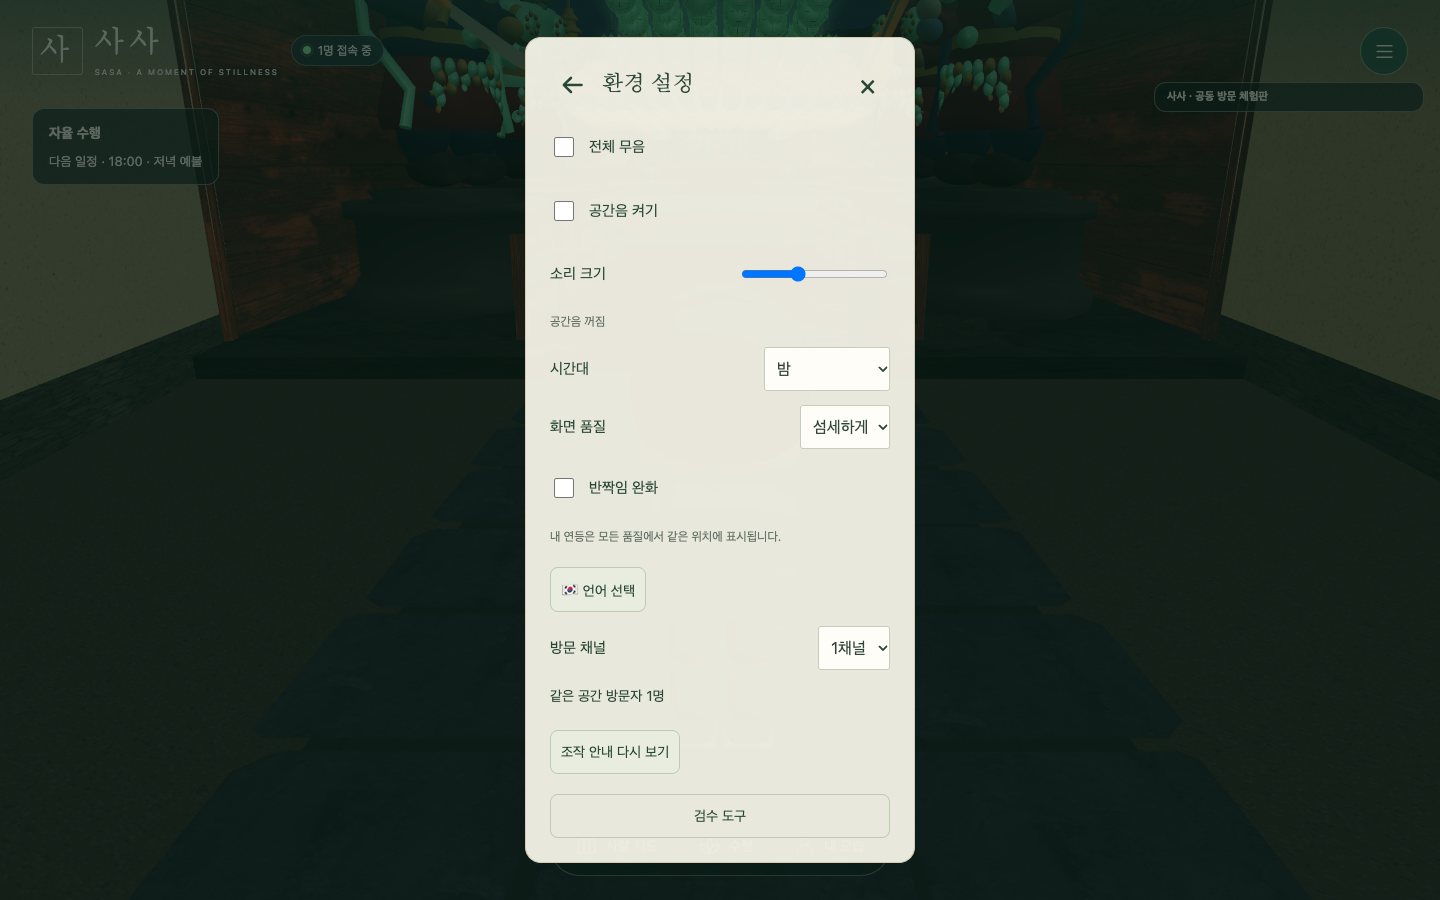 사
사사
SASA · A MOMENT OF STILLNESS
1명 접속 중
사사 · 공동 방문 체험판
자율 수행
다음 일정 · 18:00 · 저녁 예불
환경 설정
전체 무음
공간음 켜기
소리 크기
공간음 꺼짐
시간대
밤
화면 품질
섬세하게
반짝임 완화
내 연등은 모든 품질에서 같은 위치에 표시됩니다.
언어 선택
방문 채널
1채널
같은 공간 방문자 1명
조작 안내 다시 보기
검수 도구